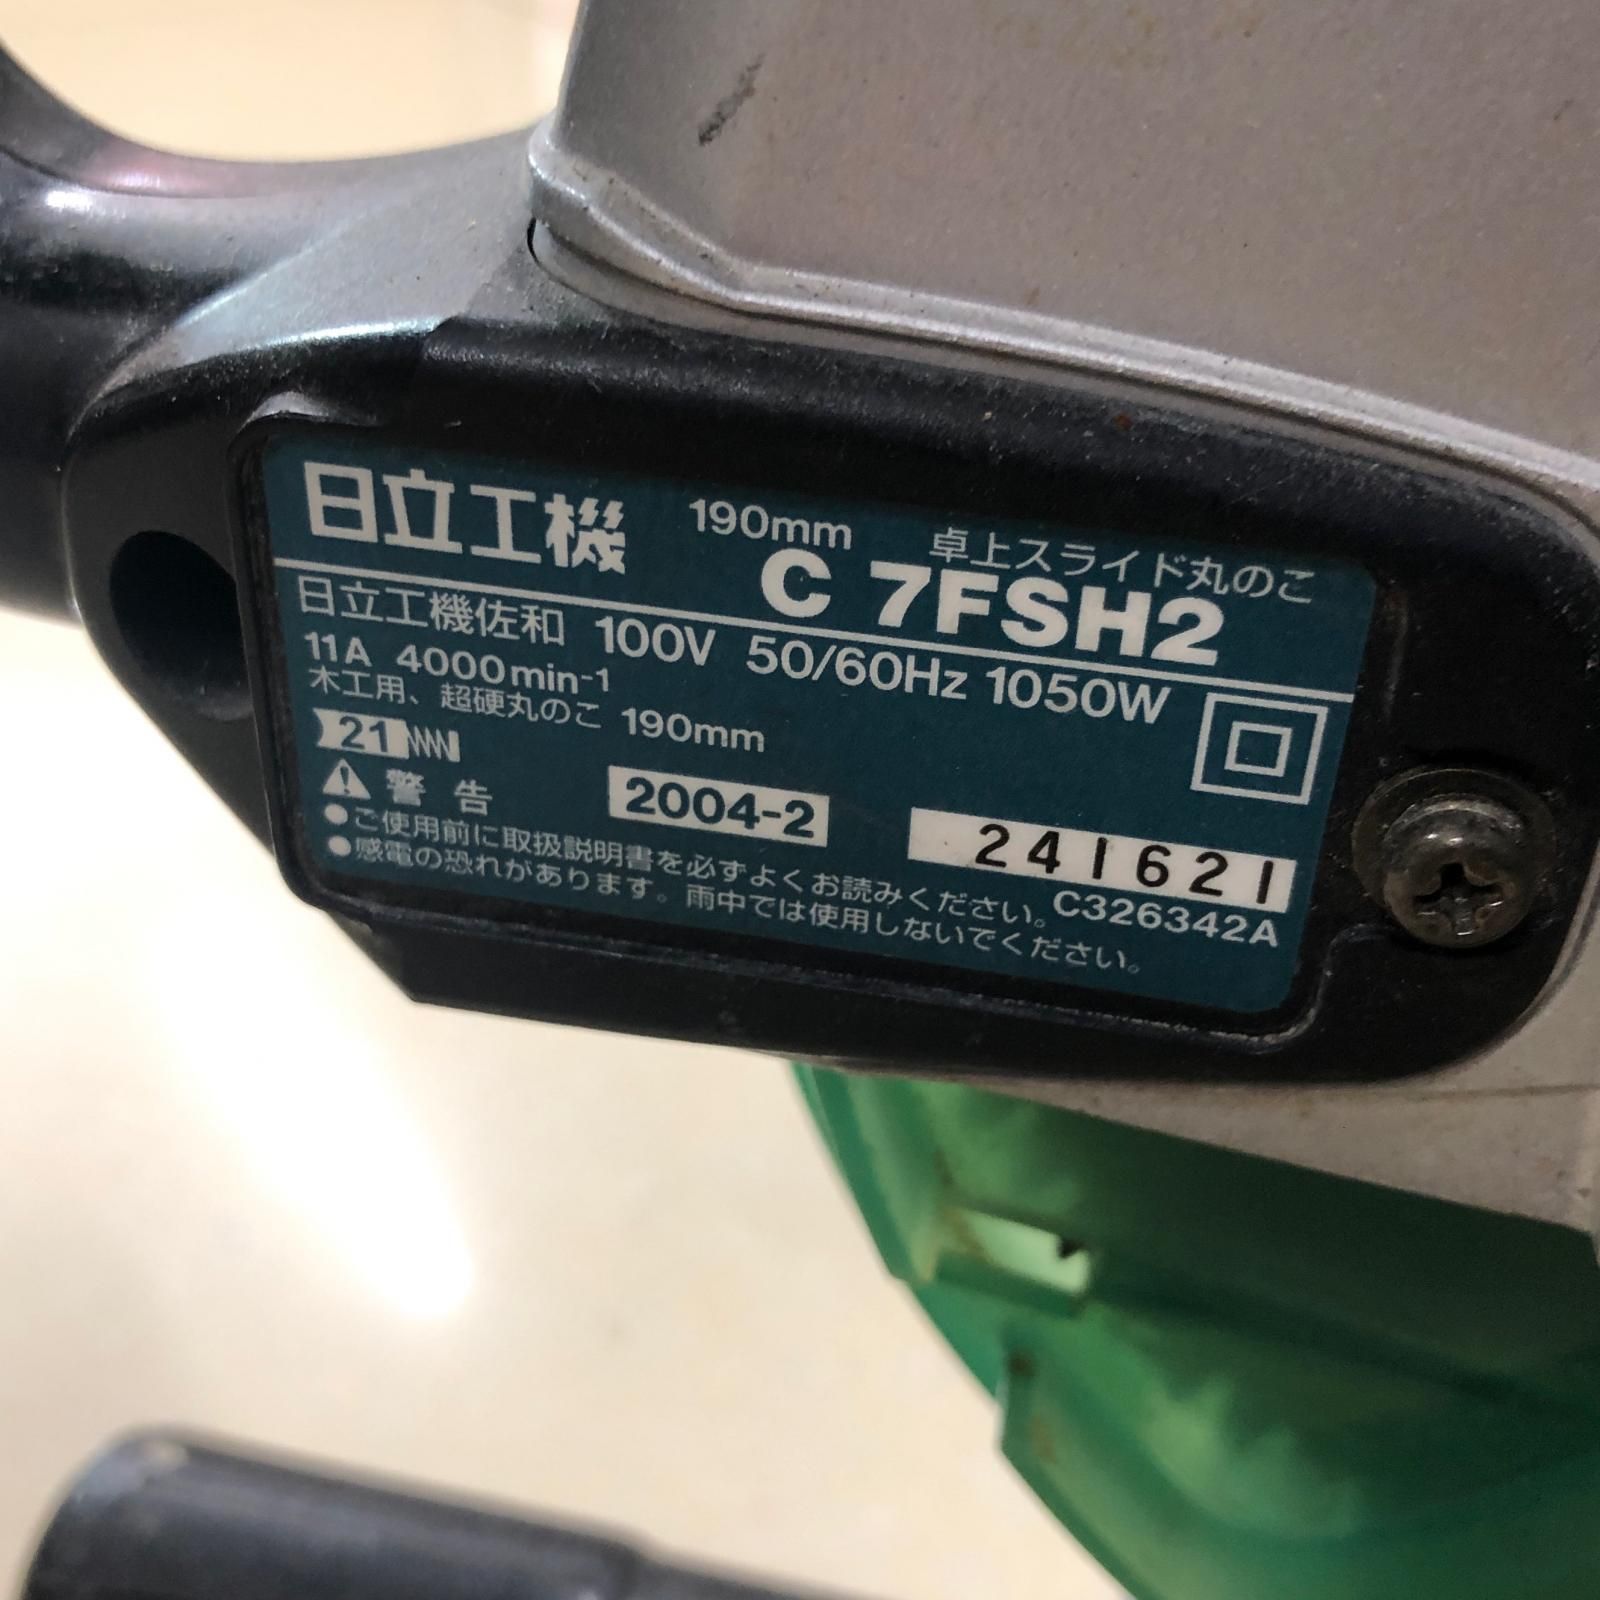 日立工機 190mm 卓上スライド丸のこ
C 7FSH2
日立工機佐和 100V 50/60Hz 1050W
11A 4000min-1
木工用、超硬丸のこ 190mm
21
警告 2004-2 241621
●ご使用前に取扱説明書を必ずよくお読みください。 C326342A
●感電の恐れがあります。雨中では使用しないでください。